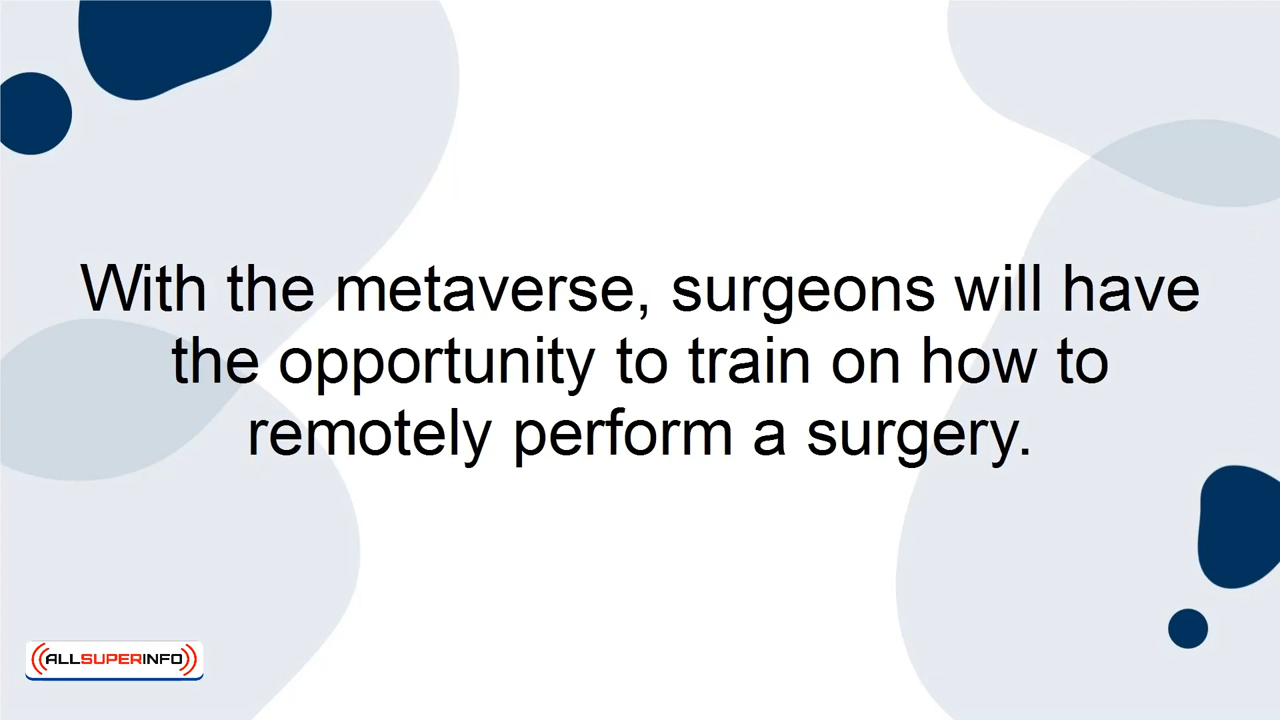 With the metaverse, surgeons will have
the opportunity to train on how to
remotely perform a surgery.
ALLSUPERINFO